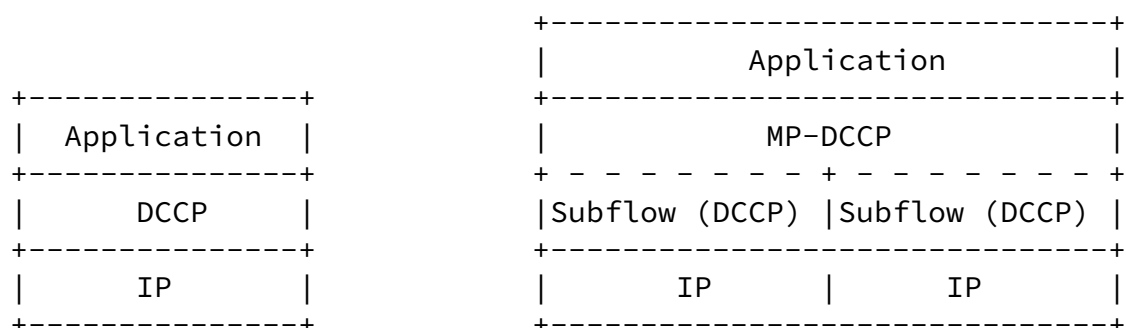 +-------------------------------+
                              |          Application          |
+---------------+             +-------------------------------+
|  Application  |             |            MP-DCCP            |
+---------------+             + - - - - - - - + - - - - - - - +
|      DCCP     |             |Subflow (DCCP) |Subflow (DCCP) |
+---------------+             +-------------------------------+
|      IP       |             |       IP      |      IP       |
+---------------+             +-------------------------------+